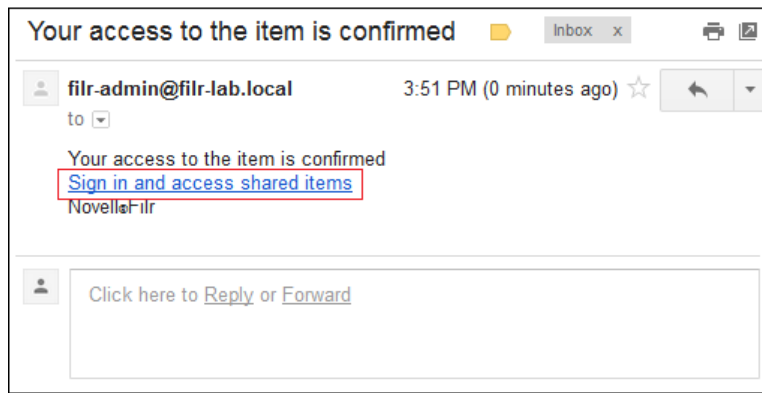 Your access to the item is confirmed Inbox x
filr-admin@filr-lab.local 3:51 PM (0 minutes ago)
to
Your access to the item is confirmed
Sign in and access shared items
Novell®Filr
Click here to Reply or Forward